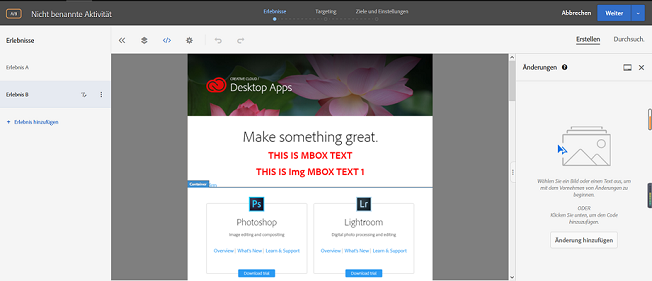 A/B Nicht benannte Aktivität
Erlebnisse Targeting Ziele und Einstellungen
Abbrechen Weiter
Erlebnisse
Erstellen Durchsuch.
Erlebnis A
Erlebnis B
+ Erlebnis hinzufügen
CREATIVE CLOUD /
Desktop Apps
Make something great.
THIS IS MBOX TEXT
THIS IS Img MBOX TEXT 1
Container
Ps
Photoshop
Image editing and compositing
Overview | What's New | Learn & Support
Download trial
Lr
Lightroom
Digital photo processing and editing
Overview | What's New | Learn & Support
Download trial
Änderungen
Wählen Sie ein Bild oder einen Text aus, um
mit dem Vornehmen von Änderungen zu
beginnen
ODER
Klicken Sie unten, um den Code
hinzuzufügen.
Änderung hinzufügen